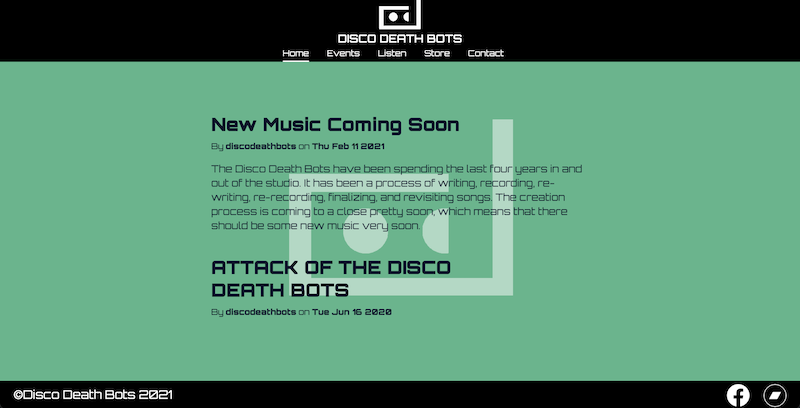 DISCO DEATH BOTS
Home Events Listen Store Contact
New Music Coming Soon
By discodeathbots on Thu Feb 11 2021
The Disco Death Bots have been spending the last four years in and
out of the studio. It has been a process of writing, recording, re-
writing, re-recording, finalizing, and revisiting songs. The creation
process is coming to a close pretty soon, which means that there
should be some new music very soon.
ATTACK OF THE DISCO
DEATH BOTS
By discodeathbots on Tue Jun 16 2020
©Disco Death Bots 2021